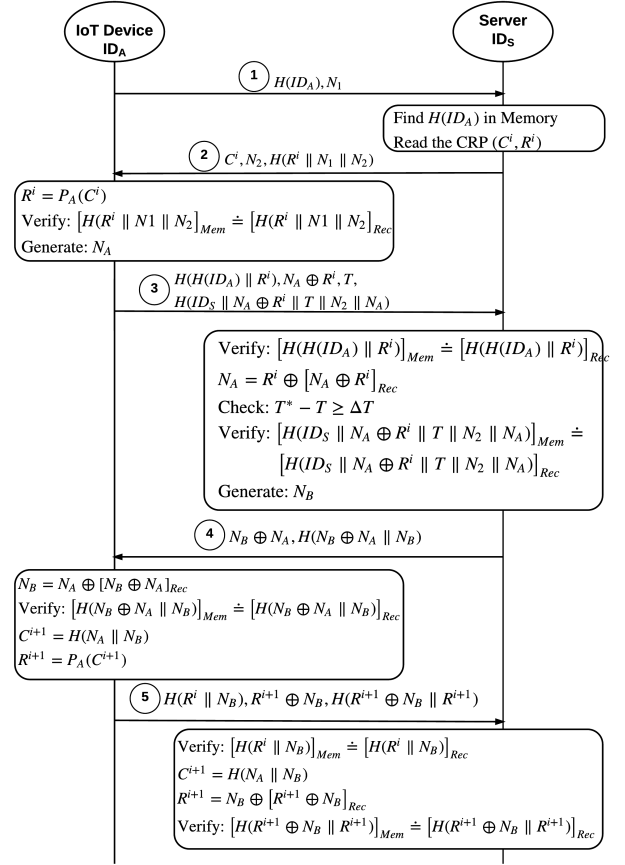 IoT Device
ID_A
Server
ID_S
1
H(ID_A), N_1
Find H(ID_A) in Memory
Read the CRP (C^i, R^i)
2
C^i, N_2, H(R^i ∥ N_1 ∥ N_2)
R^i = P_A(C^i)
Verify: [H(R^i ∥ N1 ∥ N_2]_Mem ≐ [H(R^i ∥ N1 ∥ N_2]_Rec
Generate: N_A
3
H(H(ID_A) ∥ R^i), N_A ⊕ R^i, T,
H(ID_S ∥ N_A ⊕ R^i ∥ T ∥ N_2 ∥ N_A)
Verify: [H(H(ID_A) ∥ R^i)]_Mem ≐ [H(H(ID_A) ∥ R^i)]_Rec
N_A = R^i ⊕ [N_A ⊕ R^i]_Rec
Check: T* − T ≥ ΔT
Verify: [H(ID_S ∥ N_A ⊕ R^i ∥ T ∥ N_2 ∥ N_A)]_Mem ≐
[H(ID_S ∥ N_A ⊕ R^i ∥ T ∥ N_2 ∥ N_A)]_Rec
Generate: N_B
4
N_B ⊕ N_A, H(N_B ⊕ N_A ∥ N_B)
N_B = N_A ⊕ [N_B ⊕ N_A]_Rec
Verify: [H(N_B ⊕ N_A ∥ N_B)]_Mem ≐ [H(N_B ⊕ N_A ∥ N_B)]_Rec
C^{i+1} = H(N_A ∥ N_B)
R^{i+1} = P_A(C^{i+1})
5
H(R^i ∥ N_B), R^{i+1} ⊕ N_B, H(R^{i+1} ⊕ N_B ∥ R^{i+1})
Verify: [H(R^i ∥ N_B)]_Mem ≐ [H(R^i ∥ N_B)]_Rec
C^{i+1} = H(N_A ∥ N_B)
R^{i+1} = N_B ⊕ [R^{i+1} ⊕ N_B]_Rec
Verify: [H(R^{i+1} ⊕ N_B ∥ R^{i+1})]_Mem ≐ [H(R^{i+1} ⊕ N_B ∥ R^{i+1})]_Rec